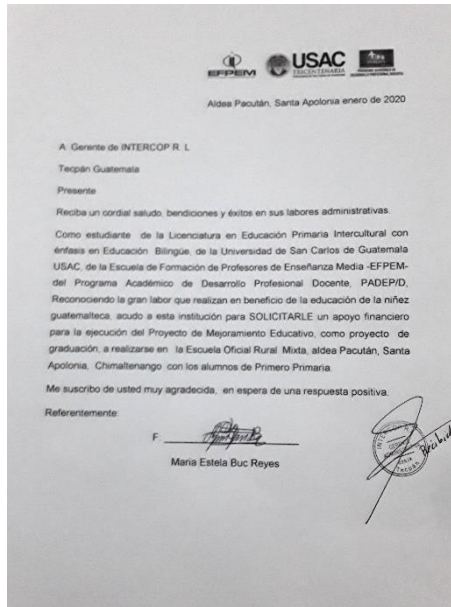 EFPEM
USAC
TRICENTENARIA
Aldea Pacután, Santa Apolonia enero de 2020
A: Gerente de INTERCOP R. L
Tecpán Guatemala
Presente
Reciba un cordial saludo, bendiciones y éxitos en sus labores administrativas.
Como estudiante de la Licenciatura en Educación Primaria Intercultural con
énfasis en Educación Bilingüe, de la Universidad de San Carlos de Guatemala
USAC, de la Escuela de Formación de Profesores de Enseñanza Media -EFPEM-
del Programa Académico de Desarrollo Profesional Docente, PADEP/D,
Reconociendo la gran labor que realizan en beneficio de la educación de la niñez
guatemalteca, acudo a esta institución para SOLICITARLE un apoyo financiero
para la ejecución del Proyecto de Mejoramiento Educativo, como proyecto de
graduación, a realizarse en la Escuela Oficial Rural Mixta, aldea Pacután, Santa
Apolonia, Chimaltenango con los alumnos de Primero Primaria.
Me suscribo de usted muy agradecida, en espera de una respuesta positiva.
Referentemente:
F:
Recibido
Maria Estela Buc Reyes